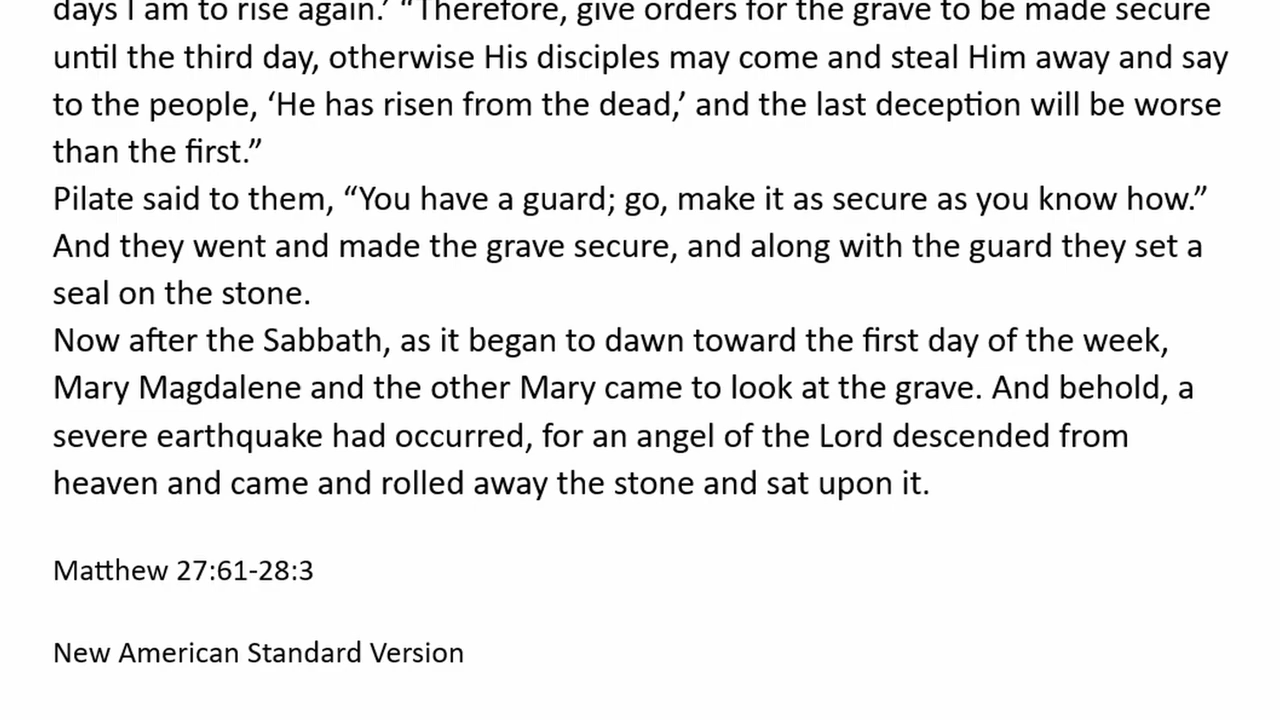 days I am to rise again.’ “Therefore, give orders for the grave to be made secure
until the third day, otherwise His disciples may come and steal Him away and say
to the people, ‘He has risen from the dead,’ and the last deception will be worse
than the first.”
Pilate said to them, “You have a guard; go, make it as secure as you know how.”
And they went and made the grave secure, and along with the guard they set a
seal on the stone.
Now after the Sabbath, as it began to dawn toward the first day of the week,
Mary Magdalene and the other Mary came to look at the grave. And behold, a
severe earthquake had occurred, for an angel of the Lord descended from
heaven and came and rolled away the stone and sat upon it.
Matthew 27:61-28:3
New American Standard Version